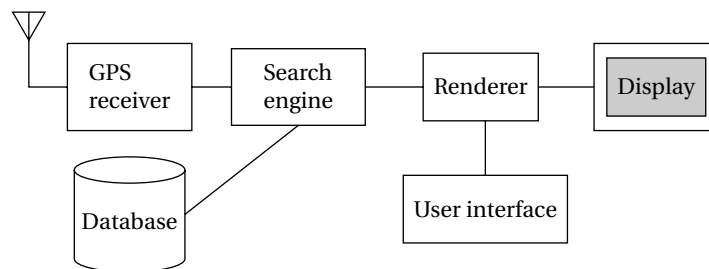 GPS
receiver
Search
engine
Renderer
Display
Database
User interface